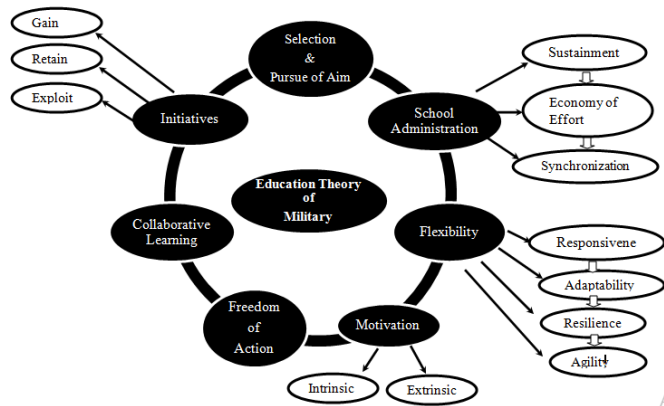 Gain
Retain
Exploit
Initiatives
Selection
&
Pursue of Aim
School
Administration
Sustainment
Economy of
Effort
Synchronization
Education Theory
of
Military
Collaborative
Learning
Flexibility
Responsivene
Adaptability
Resilience
Agility
Freedom
of
Action
Motivation
Intrinsic
Extrinsic